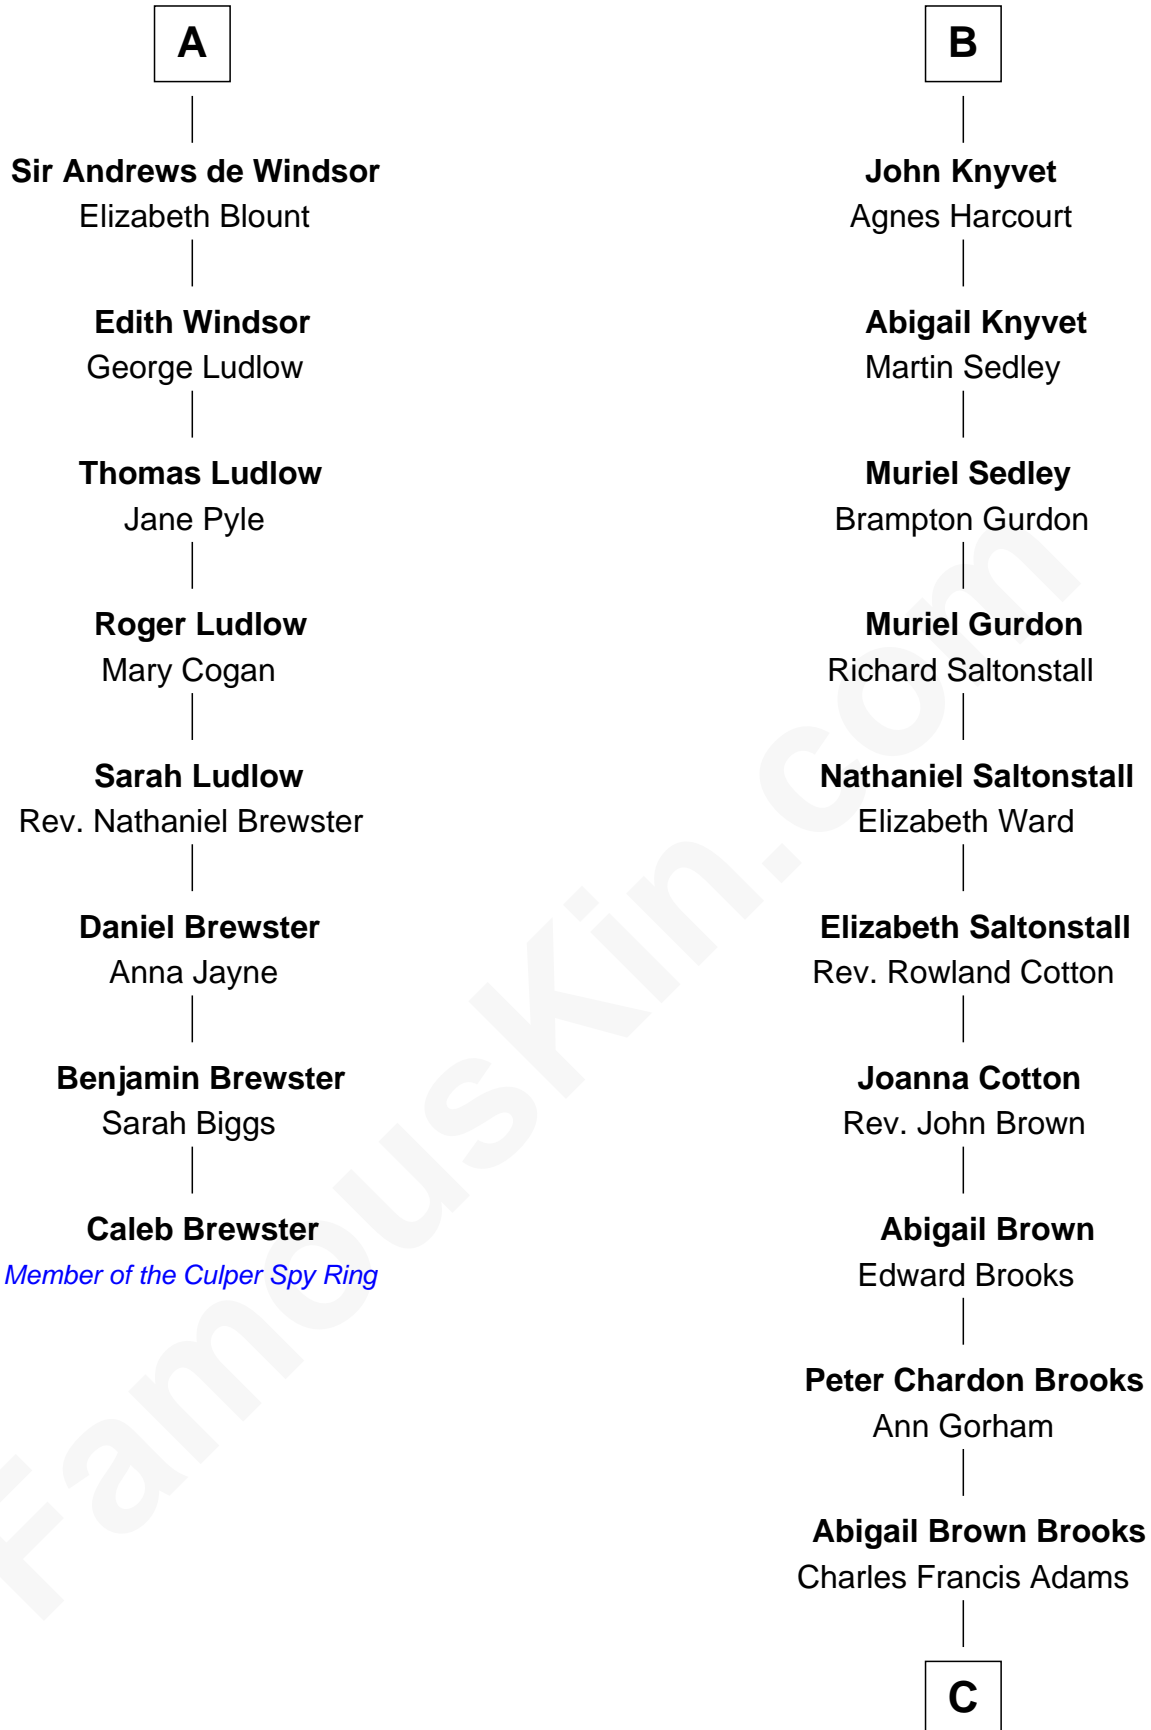 A
Sir Andrews de Windsor
Elizabeth Blount
Edith Windsor
George Ludlow
Thomas Ludlow
Jane Pyle
Roger Ludlow
Mary Cogan
Sarah Ludlow
Rev. Nathaniel Brewster
Daniel Brewster
Anna Jayne
Benjamin Brewster
Sarah Biggs
Caleb Brewster
Member of the Culper Spy Ring
B
John Knyvet
Agnes Harcourt
Abigail Knyvet
Martin Sedley
Muriel Sedley
Brampton Gurdon
Muriel Gurdon
Richard Saltonstall
Nathaniel Saltonstall
Elizabeth Ward
Elizabeth Saltonstall
Rev. Rowland Cotton
Joanna Cotton
Rev. John Brown
Abigail Brown
Edward Brooks
Peter Chardon Brooks
Ann Gorham
Abigail Brown Brooks
Charles Francis Adams
C
FamousKin.com